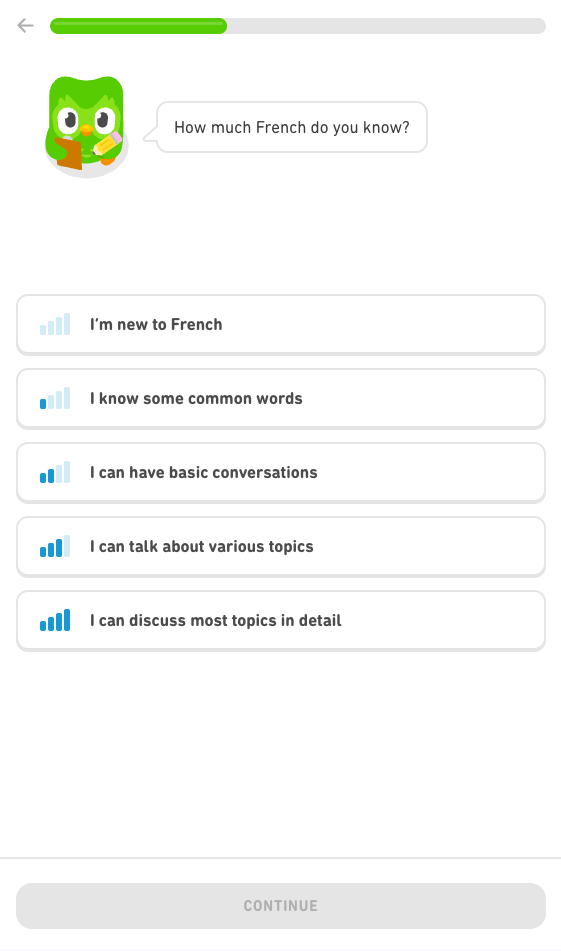 How much French do you know?
I’m new to French
I know some common words
I can have basic conversations
I can talk about various topics
I can discuss most topics in detail
CONTINUE